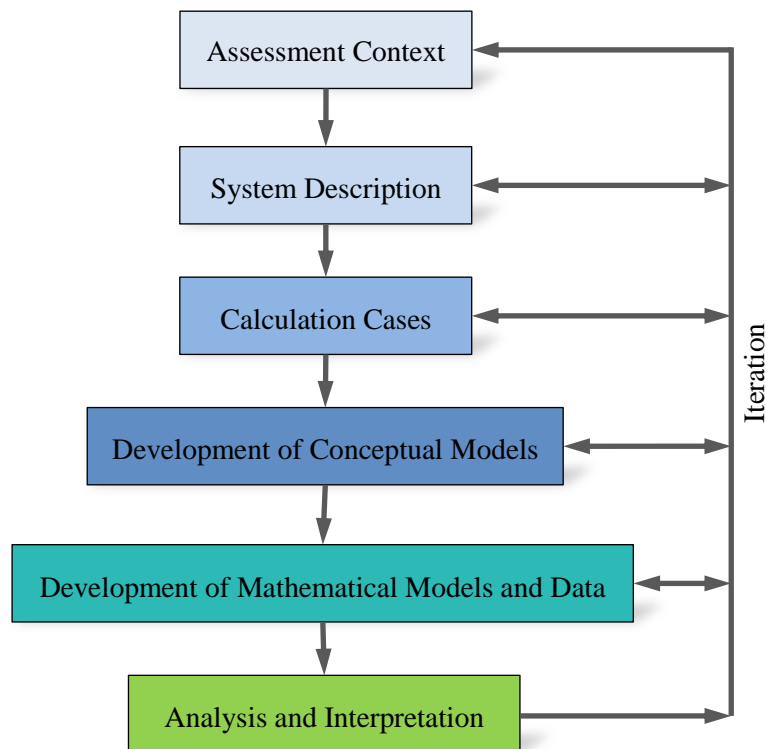 Assessment Context
System Description
Calculation Cases
Development of Conceptual Models
Development of Mathematical Models and Data
Analysis and Interpretation
Iteration